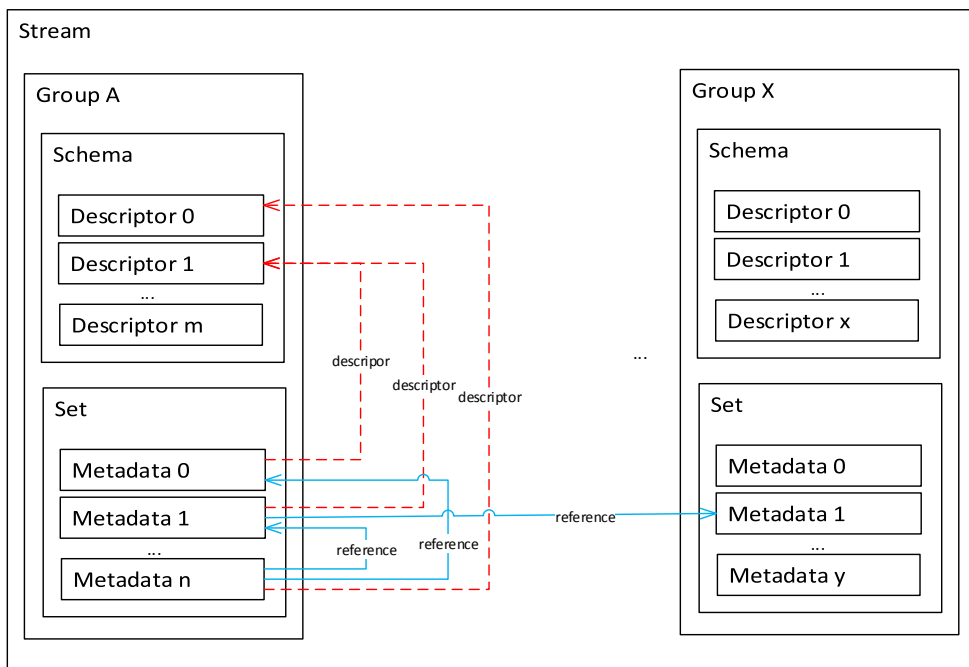 Stream
Group A
Schema
Descriptor 0
Descriptor 1
...
Descriptor m
Set
Metadata 0
Metadata 1
...
Metadata n
descripor
descriptor
descriptor
reference
reference
reference
...
Group X
Schema
Descriptor 0
Descriptor 1
...
Descriptor x
Set
Metadata 0
Metadata 1
...
Metadata y